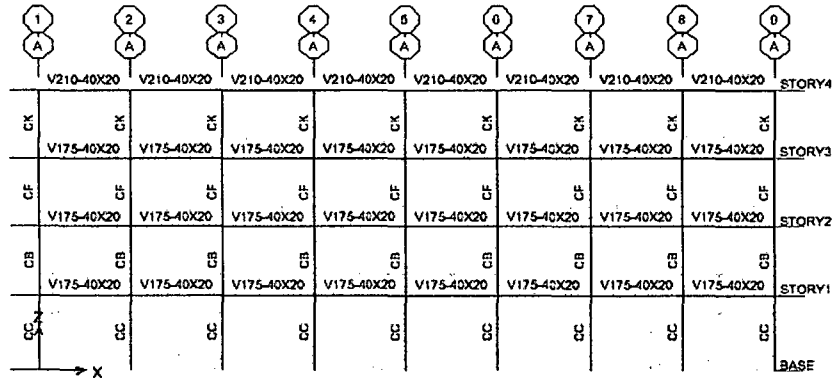 1 2 3 4 5 6 7 8 9
A A A A A A A A A
V210-40X20 V210-40X20 V210-40X20 V210-40X20 V210-40X20 V210-40X20 V210-40X20 V210-40X20 STORY4
CK CK CK CK CK CK CK CK CK
V175-40X20 V175-40X20 V175-40X20 V175-40X20 V175-40X20 V175-40X20 V175-40X20 V175-40X20 STORY3
CF CF CF CF CF CF CF CF CF
V175-40X20 V175-40X20 V175-40X20 V175-40X20 V175-40X20 V175-40X20 V175-40X20 V175-40X20 STORY2
CB CB CB CB CB CB CB CB CB
V175-40X20 V175-40X20 V175-40X20 V175-40X20 V175-40X20 V175-40X20 V175-40X20 V175-40X20 STORY1
Z
CC CC CC CC CC CC CC CC CC
X BASE